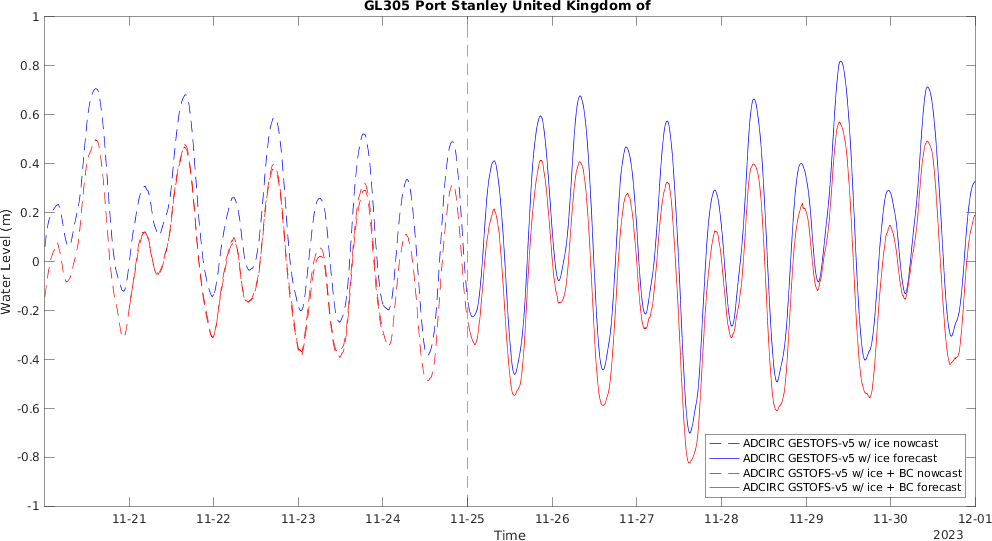 GL305 Port Stanley United Kingdom of
1
0.8
0.6
0.4
0.2
0
-0.2
-0.4
-0.6
-0.8
-1
Water Level (m)
ADCIRC GESTOFS-v5 w/ ice nowcast
ADCIRC GESTOFS-v5 w/ ice forecast
ADCIRC GSTOFS-v5 w/ ice + BC nowcast
ADCIRC GSTOFS-v5 w/ ice + BC forecast
11-21 11-22 11-23 11-24 11-25 11-26 11-27 11-28 11-29 11-30 12-01
Time
2023